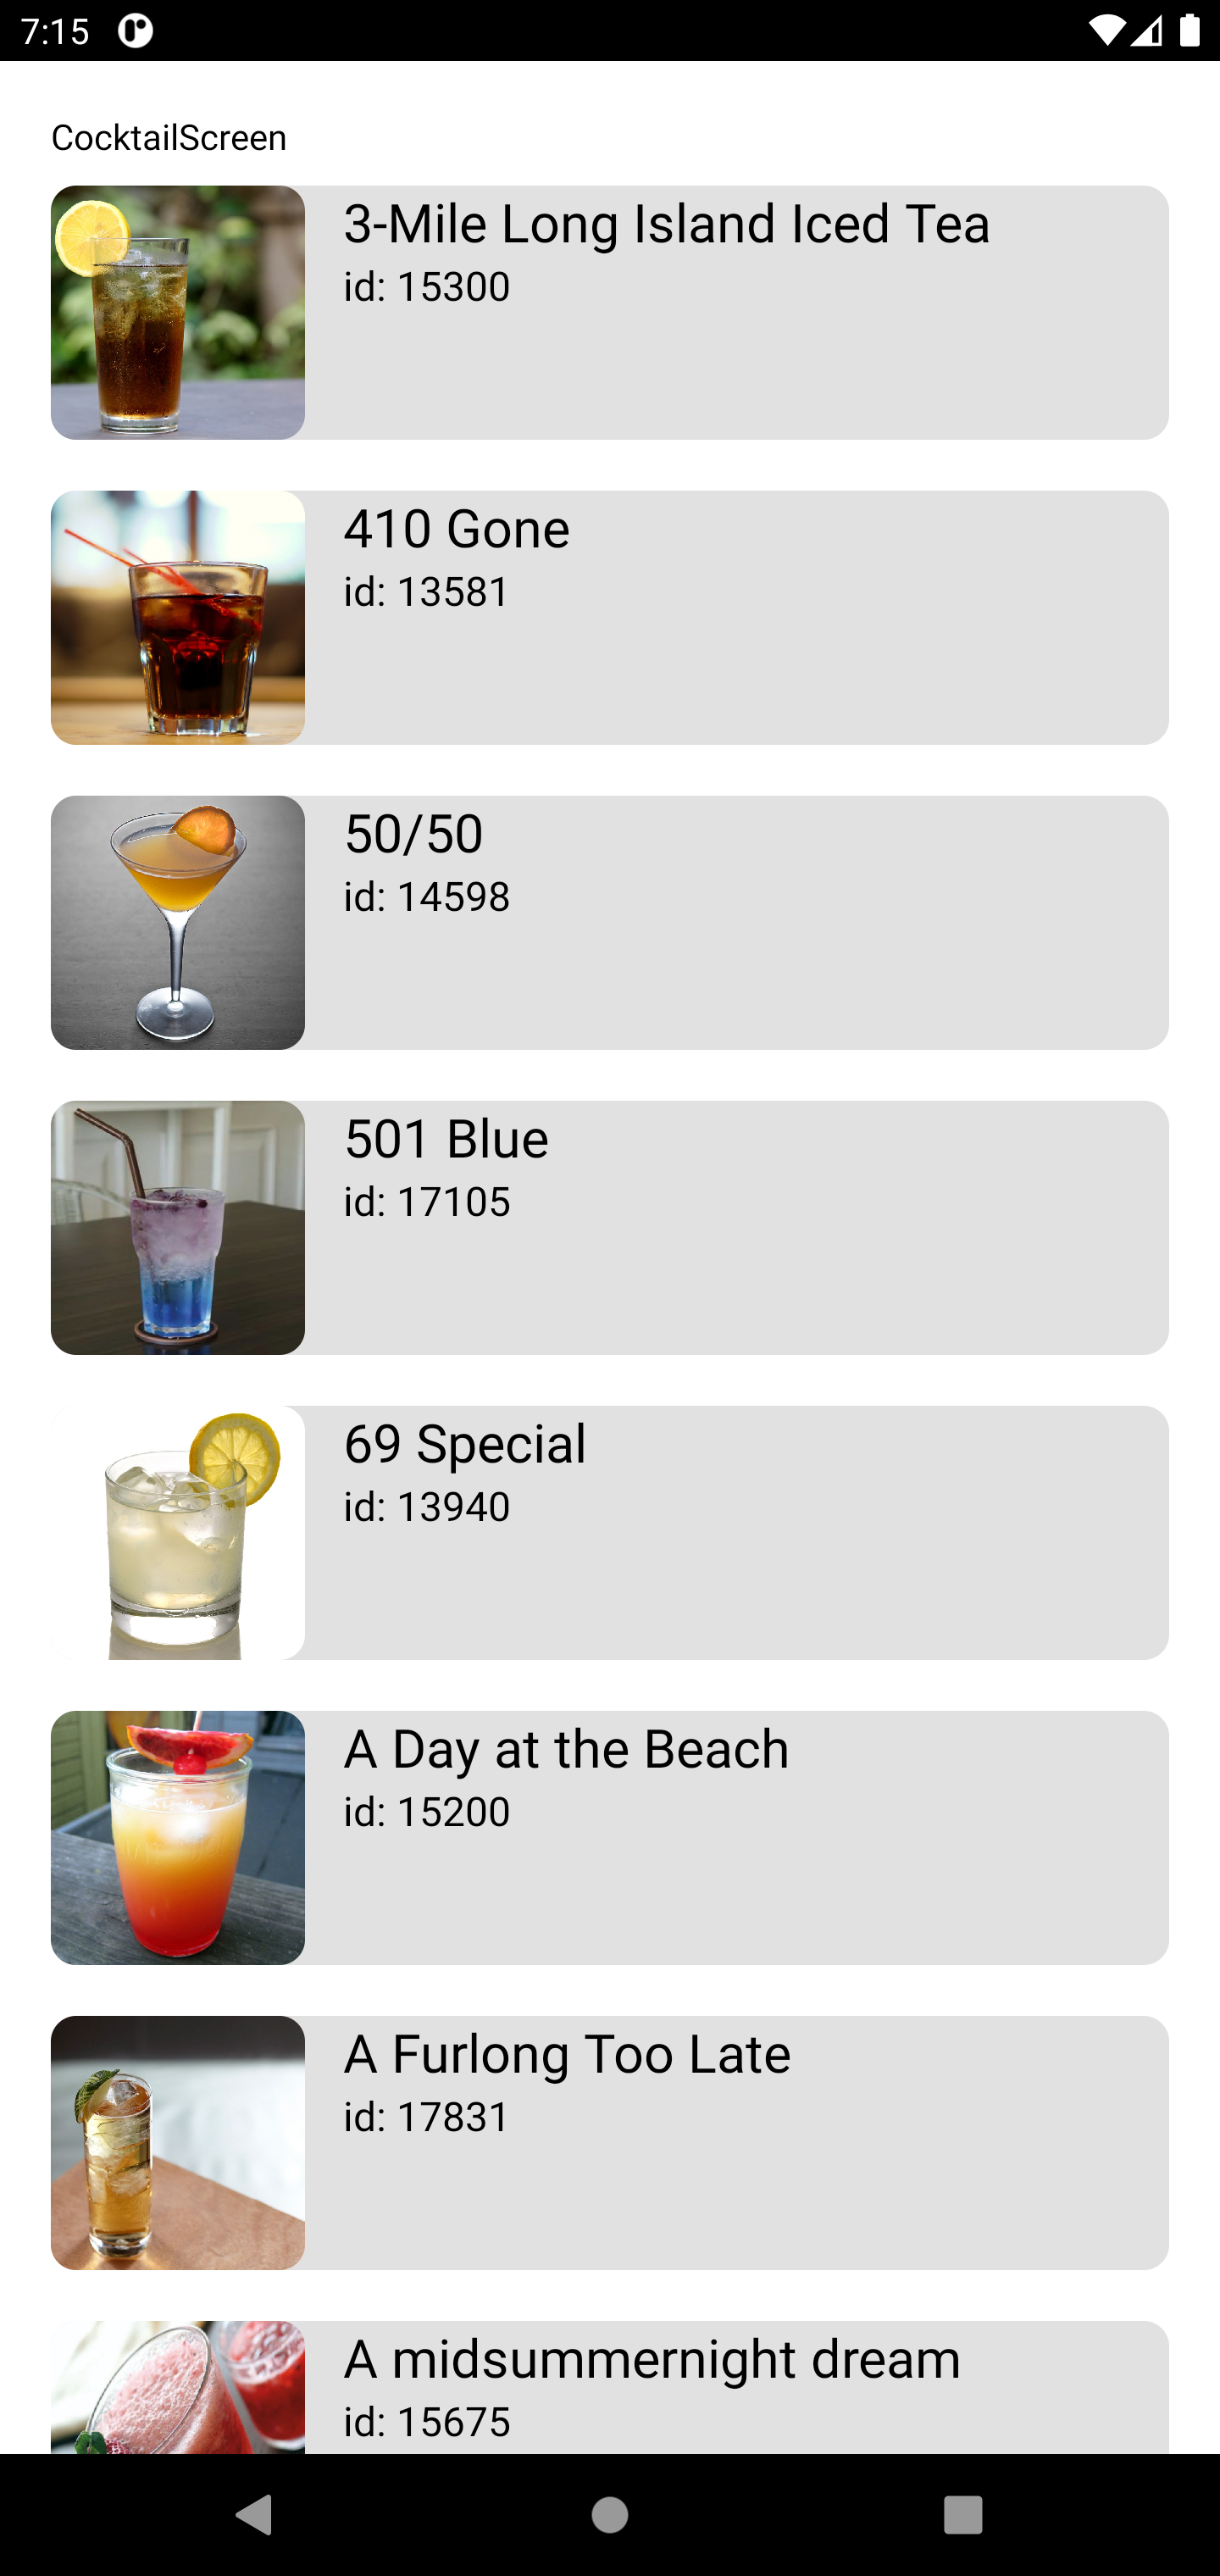 7:15
CocktailScreen
3-Mile Long Island Iced Tea
id: 15300
410 Gone
id: 13581
50/50
id: 14598
501 Blue
id: 17105
69 Special
id: 13940
A Day at the Beach
id: 15200
A Furlong Too Late
id: 17831
A midsummernight dream
id: 15675